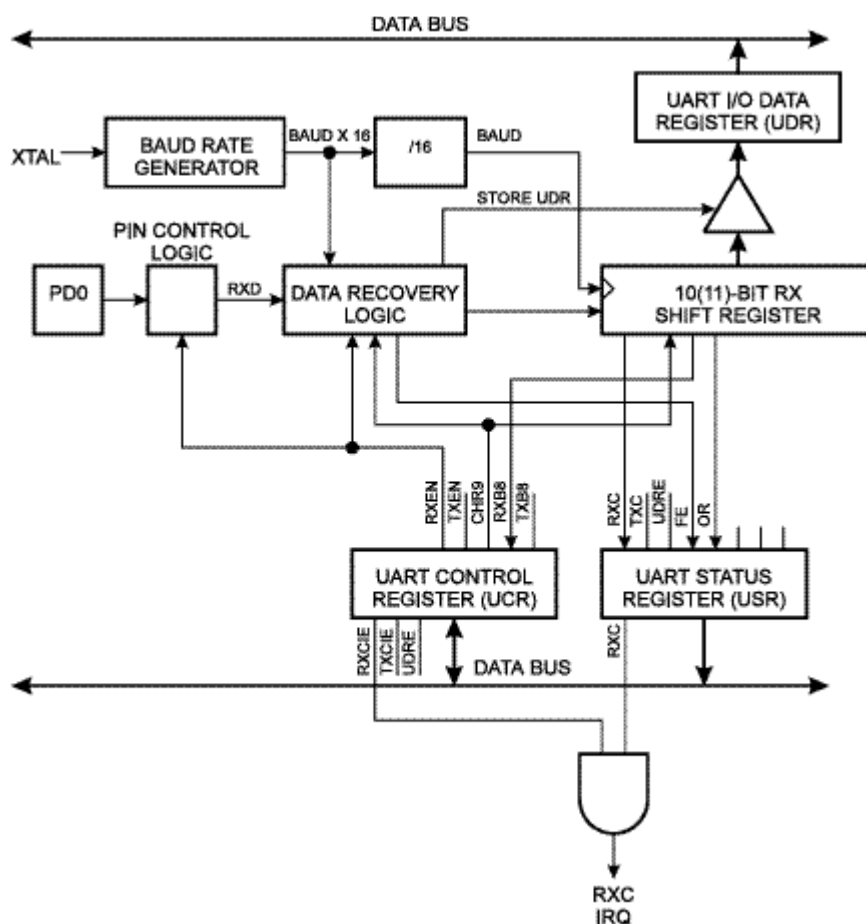 DATA BUS
UART I/O DATA
REGISTER (UDR)
XTAL
BAUD RATE
GENERATOR
BAUD X 16
/16
BAUD
STORE UDR
PIN CONTROL
LOGIC
PD0
RXD
DATA RECOVERY
LOGIC
10(11)-BIT RX
SHIFT REGISTER
RXEN
TXEN
CHR9
RXB8
TXB8
RXC
TXC
UDRE
FE
OR
UART CONTROL
REGISTER (UCR)
UART STATUS
REGISTER (USR)
RXCIE
TXCIE
UDRE
RXC
DATA BUS
RXC
IRQ